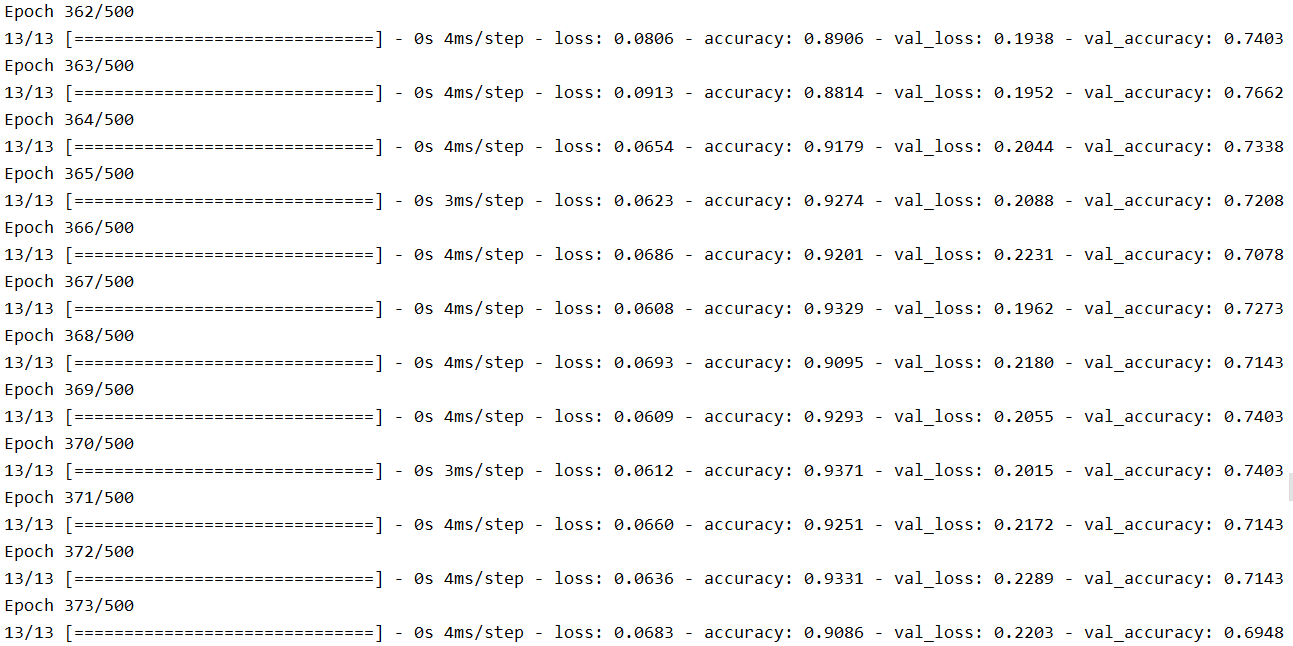 Epoch 362/500
13/13 [==============================] - 0s 4ms/step - loss: 0.0806 - accuracy: 0.8906 - val_loss: 0.1938 - val_accuracy: 0.7403
Epoch 363/500
13/13 [==============================] - 0s 4ms/step - loss: 0.0913 - accuracy: 0.8814 - val_loss: 0.1952 - val_accuracy: 0.7662
Epoch 364/500
13/13 [==============================] - 0s 4ms/step - loss: 0.0654 - accuracy: 0.9179 - val_loss: 0.2044 - val_accuracy: 0.7338
Epoch 365/500
13/13 [==============================] - 0s 3ms/step - loss: 0.0623 - accuracy: 0.9274 - val_loss: 0.2088 - val_accuracy: 0.7208
Epoch 366/500
13/13 [==============================] - 0s 4ms/step - loss: 0.0686 - accuracy: 0.9201 - val_loss: 0.2231 - val_accuracy: 0.7078
Epoch 367/500
13/13 [==============================] - 0s 4ms/step - loss: 0.0608 - accuracy: 0.9329 - val_loss: 0.1962 - val_accuracy: 0.7273
Epoch 368/500
13/13 [==============================] - 0s 4ms/step - loss: 0.0693 - accuracy: 0.9095 - val_loss: 0.2180 - val_accuracy: 0.7143
Epoch 369/500
13/13 [==============================] - 0s 4ms/step - loss: 0.0609 - accuracy: 0.9293 - val_loss: 0.2055 - val_accuracy: 0.7403
Epoch 370/500
13/13 [==============================] - 0s 3ms/step - loss: 0.0612 - accuracy: 0.9371 - val_loss: 0.2015 - val_accuracy: 0.7403
Epoch 371/500
13/13 [==============================] - 0s 4ms/step - loss: 0.0660 - accuracy: 0.9251 - val_loss: 0.2172 - val_accuracy: 0.7143
Epoch 372/500
13/13 [==============================] - 0s 4ms/step - loss: 0.0636 - accuracy: 0.9331 - val_loss: 0.2289 - val_accuracy: 0.7143
Epoch 373/500
13/13 [==============================] - 0s 4ms/step - loss: 0.0683 - accuracy: 0.9086 - val_loss: 0.2203 - val_accuracy: 0.6948